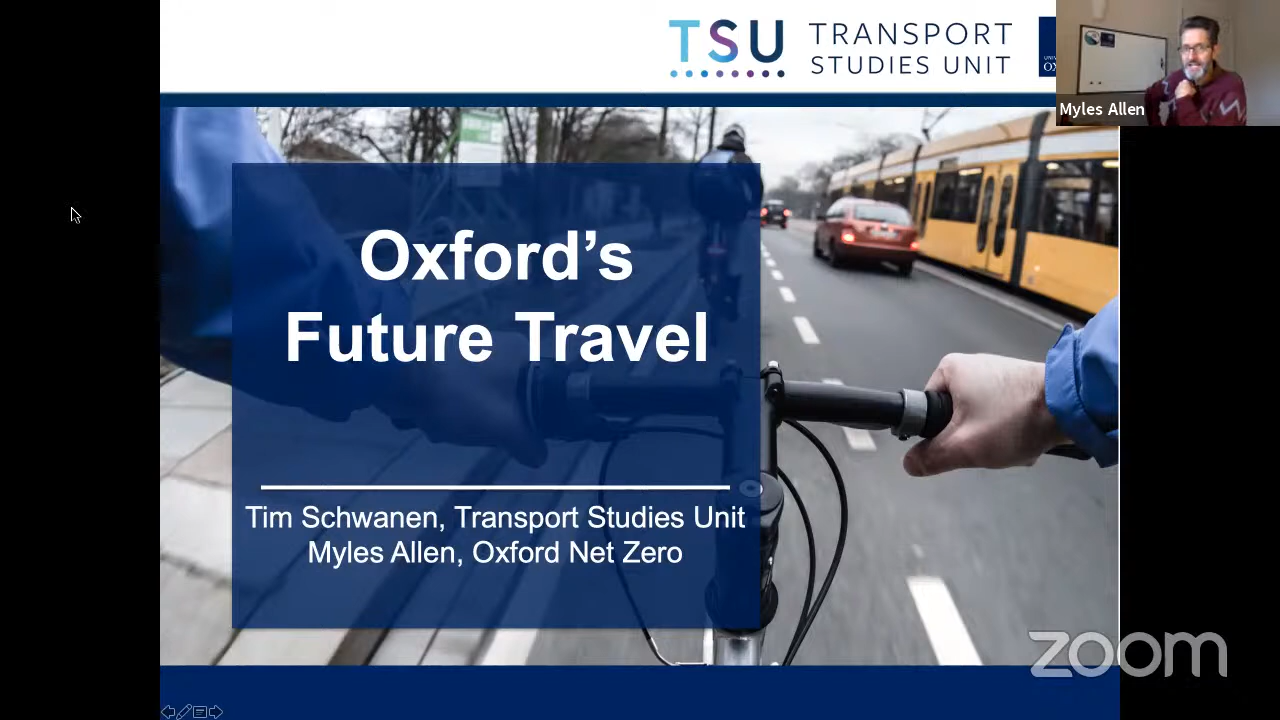 TSU TRANSPORT
STUDIES UNIT
Myles Allen
Oxford's
Future Travel
Tim Schwanen, Transport Studies Unit
Myles Allen, Oxford Net Zero
zoom